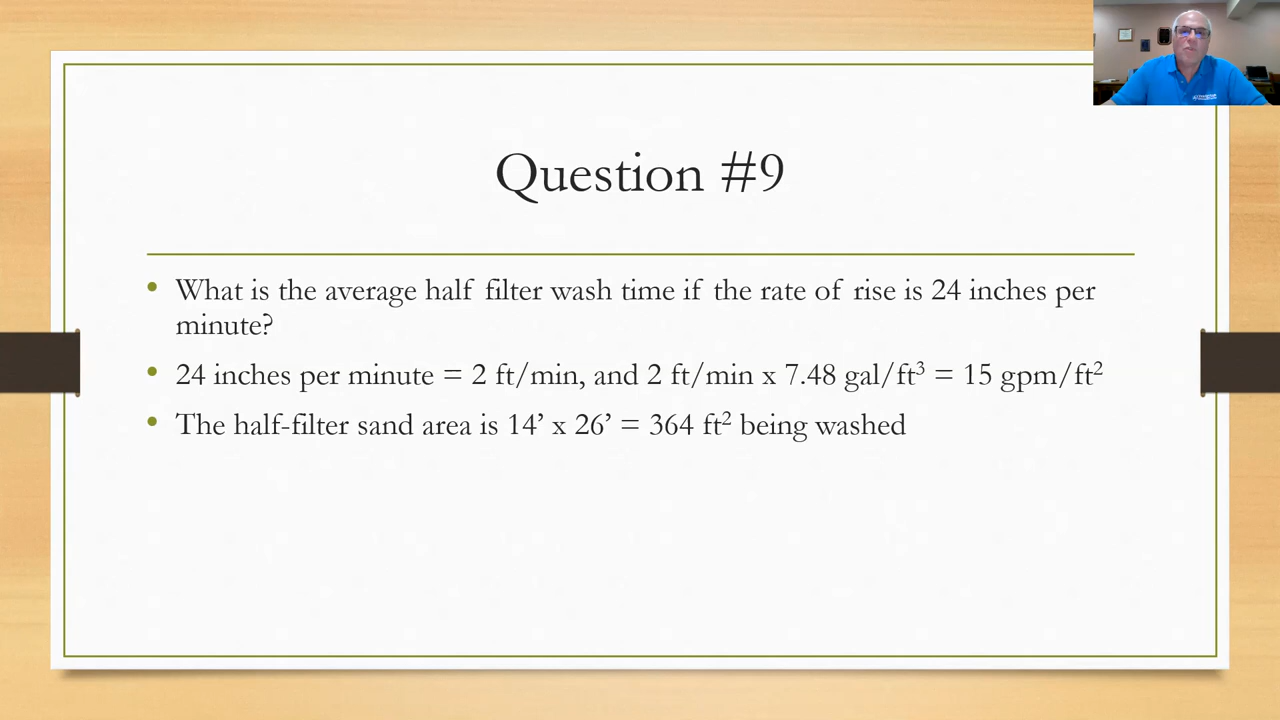 Question #9
• What is the average half filter wash time if the rate of rise is 24 inches per
minute?
• 24 inches per minute = 2 ft/min, and 2 ft/min x 7.48 gal/ft³ = 15 gpm/ft²
• The half-filter sand area is 14’ x 26’ = 364 ft² being washed